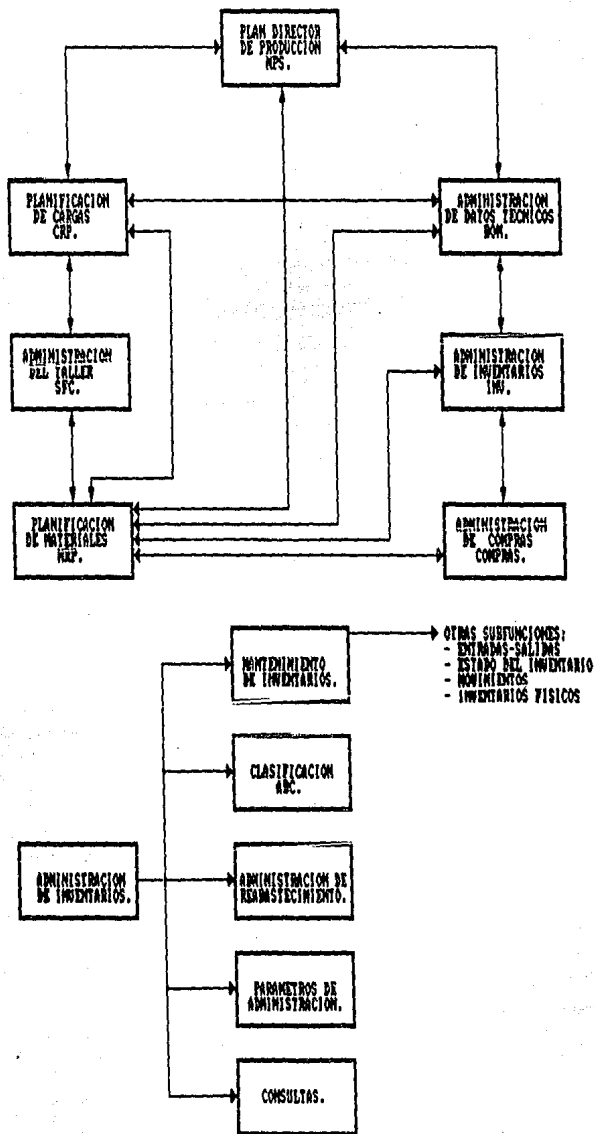 PLAN DIRECTOR
DE PRODUCCION
MPS.
PLANIFICACION
DE CARGAS
CRP.
ADMINISTRACION
DE DATOS TECNICOS
BOM.
ADMINISTRACION
DEL TALLER
SFC.
ADMINISTRACION
DE INVENTARIOS
INV.
PLANIFICACION
DE MATERIALES
MRP.
ADMINISTRACION
DE COMPRAS
COMPRAS.
MANTENIMIENTO
DE INVENTARIOS.
OTRAS SUBFUNCIONES:
- ENTRADAS-SALIDAS
- ESTADO DEL INVENTARIO
- MOVIMIENTOS
- INVENTARIOS FISICOS
CLASIFICACION
ABC.
ADMINISTRACION
DE INVENTARIOS.
ADMINISTRACION DE
REABASTECIMIENTO.
PARAMETROS DE
ADMINISTRACION.
CONSULTAS.